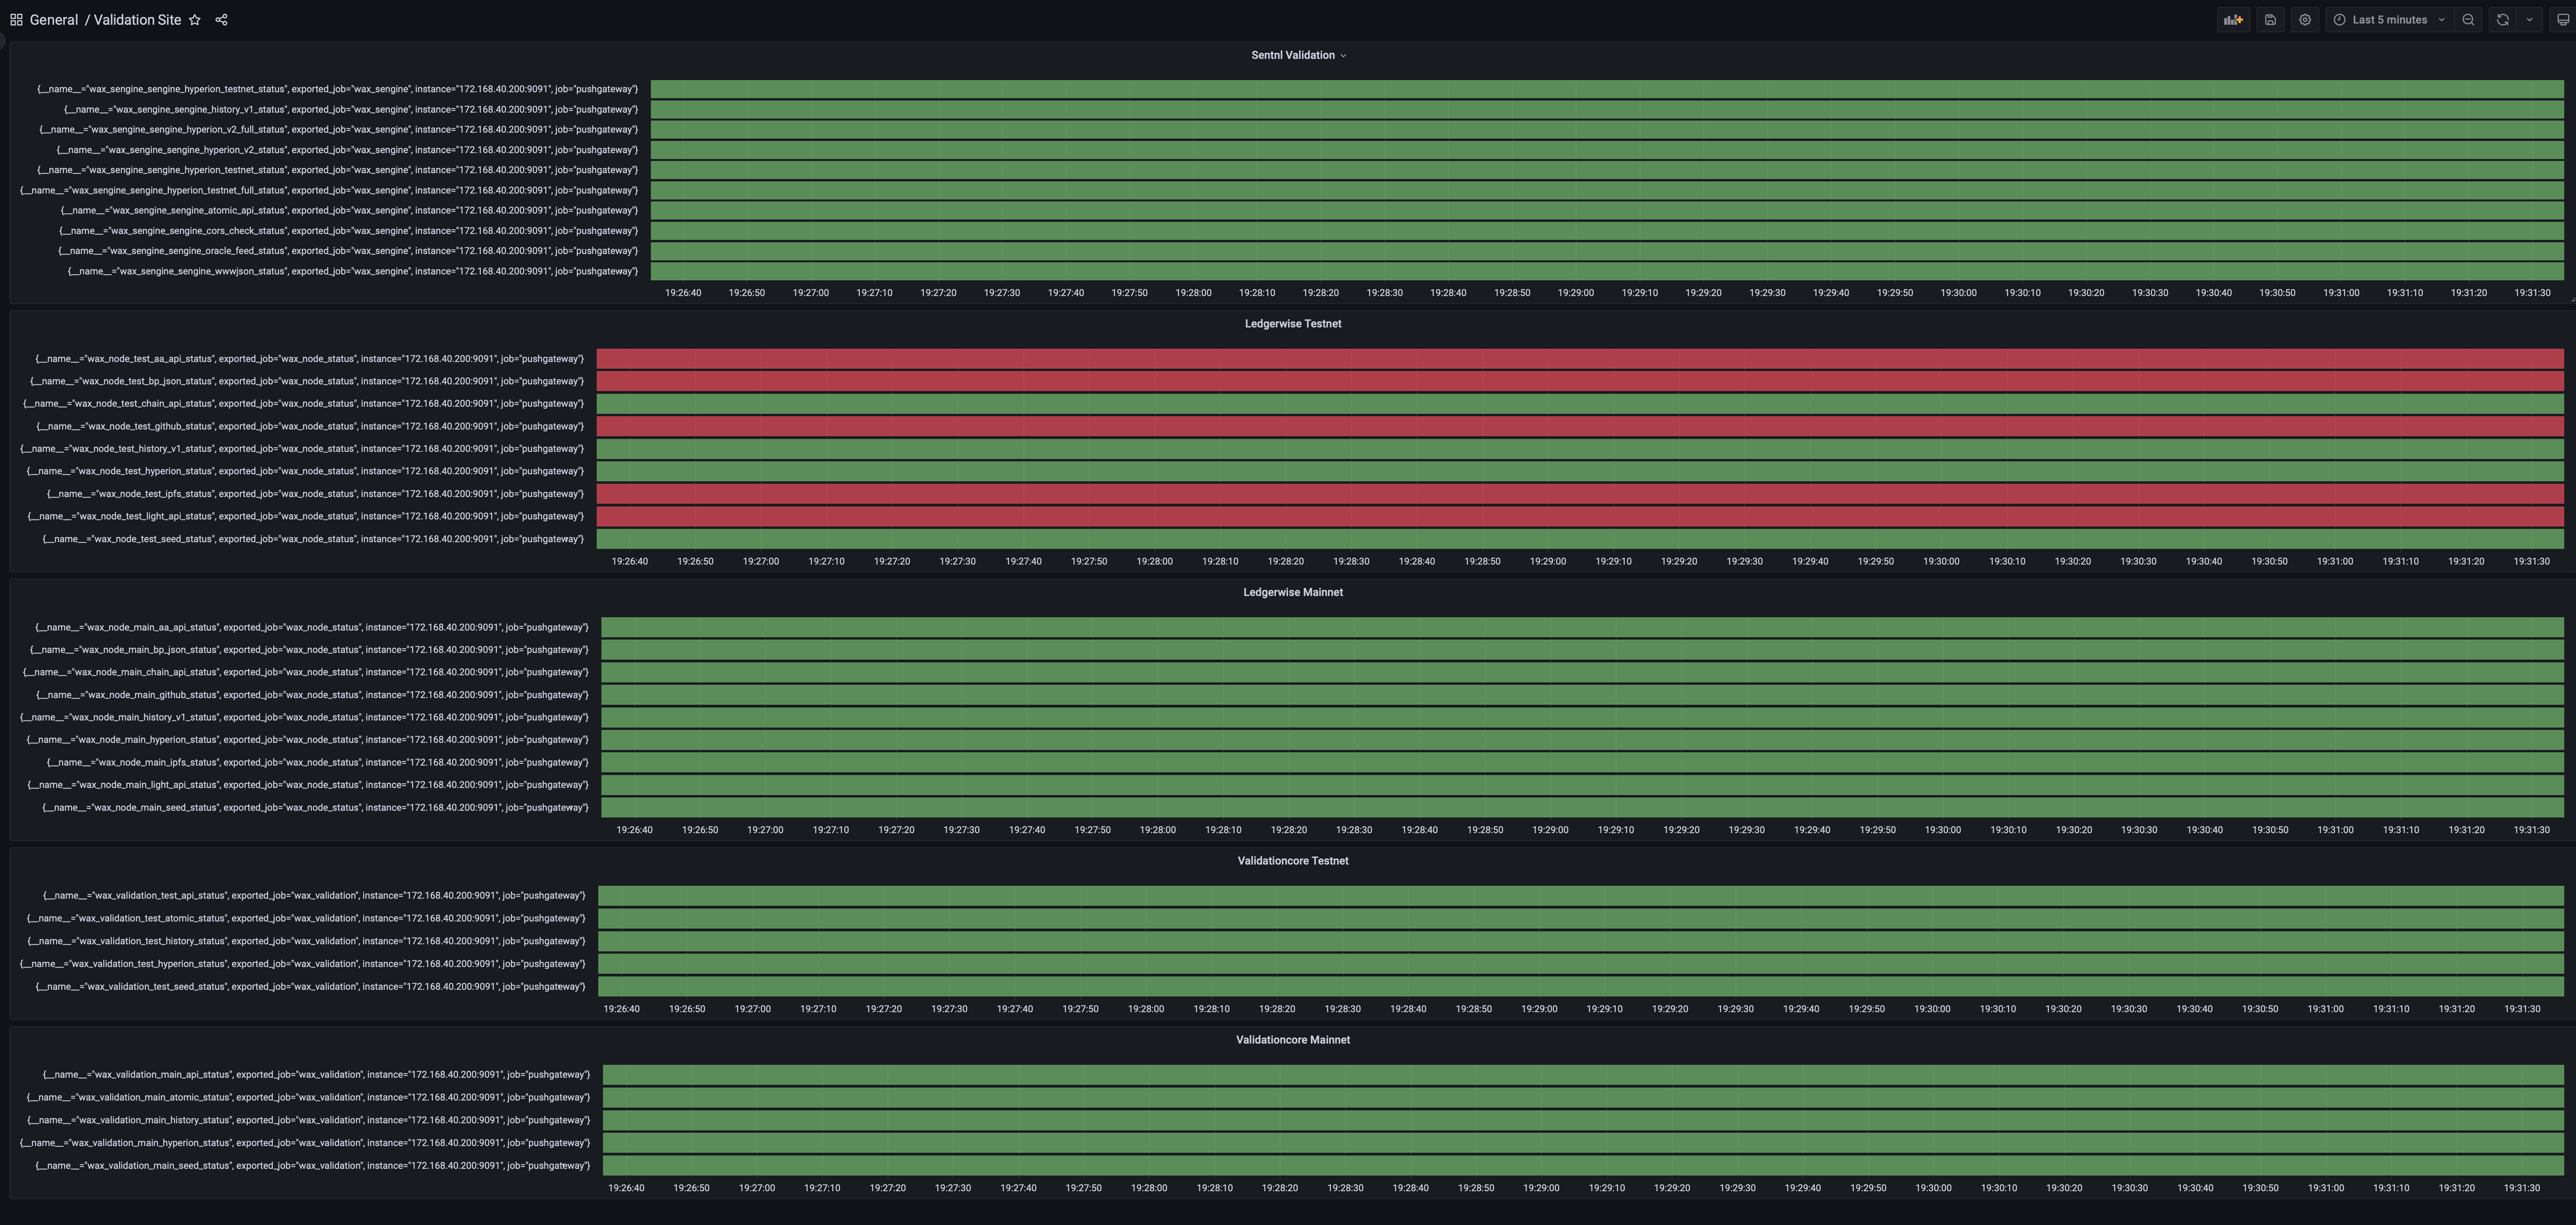 General / Validation Site
Last 5 minutes
Sentnl Validation
{__name__="wax_sengine_sengine_hyperion_testnet_status", exported_job="wax_sengine", instance="172.168.40.200:9091", job="pushgateway"}
{__name__="wax_sengine_sengine_history_v1_status", exported_job="wax_sengine", instance="172.168.40.200:9091", job="pushgateway"}
{__name__="wax_sengine_sengine_hyperion_v2_full_status", exported_job="wax_sengine", instance="172.168.40.200:9091", job="pushgateway"}
{__name__="wax_sengine_sengine_hyperion_v2_status", exported_job="wax_sengine", instance="172.168.40.200:9091", job="pushgateway"}
{__name__="wax_sengine_sengine_hyperion_testnet_status", exported_job="wax_sengine", instance="172.168.40.200:9091", job="pushgateway"}
{__name__="wax_sengine_sengine_hyperion_testnet_full_status", exported_job="wax_sengine", instance="172.168.40.200:9091", job="pushgateway"}
{__name__="wax_sengine_sengine_atomic_api_status", exported_job="wax_sengine", instance="172.168.40.200:9091", job="pushgateway"}
{__name__="wax_sengine_sengine_cors_check_status", exported_job="wax_sengine", instance="172.168.40.200:9091", job="pushgateway"}
{__name__="wax_sengine_sengine_oracle_feed_status", exported_job="wax_sengine", instance="172.168.40.200:9091", job="pushgateway"}
{__name__="wax_sengine_sengine_wwwjson_status", exported_job="wax_sengine", instance="172.168.40.200:9091", job="pushgateway"}
19:26:40 19:26:50 19:27:00 19:27:10 19:27:20 19:27:30 19:27:40 19:27:50 19:28:00 19:28:10 19:28:20 19:28:30 19:28:40 19:28:50 19:29:00 19:29:10 19:29:20 19:29:30 19:29:40 19:29:50 19:30:00 19:30:10 19:30:20 19:30:30 19:30:40 19:30:50 19:31:00 19:31:10 19:31:20 19:31:30
Ledgerwise Testnet
{__name__="wax_node_test_aa_api_status", exported_job="wax_node_status", instance="172.168.40.200:9091", job="pushgateway"}
{__name__="wax_node_test_bp_json_status", exported_job="wax_node_status", instance="172.168.40.200:9091", job="pushgateway"}
{__name__="wax_node_test_chain_api_status", exported_job="wax_node_status", instance="172.168.40.200:9091", job="pushgateway"}
{__name__="wax_node_test_github_status", exported_job="wax_node_status", instance="172.168.40.200:9091", job="pushgateway"}
{__name__="wax_node_test_history_v1_status", exported_job="wax_node_status", instance="172.168.40.200:9091", job="pushgateway"}
{__name__="wax_node_test_hyperion_status", exported_job="wax_node_status", instance="172.168.40.200:9091", job="pushgateway"}
{__name__="wax_node_test_ipfs_status", exported_job="wax_node_status", instance="172.168.40.200:9091", job="pushgateway"}
{__name__="wax_node_test_light_api_status", exported_job="wax_node_status", instance="172.168.40.200:9091", job="pushgateway"}
{__name__="wax_node_test_seed_status", exported_job="wax_node_status", instance="172.168.40.200:9091", job="pushgateway"}
19:26:40 19:26:50 19:27:00 19:27:10 19:27:20 19:27:30 19:27:40 19:27:50 19:28:00 19:28:10 19:28:20 19:28:30 19:28:40 19:28:50 19:29:00 19:29:10 19:29:20 19:29:30 19:29:40 19:29:50 19:30:00 19:30:10 19:30:20 19:30:30 19:30:40 19:30:50 19:31:00 19:31:10 19:31:20 19:31:30
Ledgerwise Mainnet
{__name__="wax_node_main_aa_api_status", exported_job="wax_node_status", instance="172.168.40.200:9091", job="pushgateway"}
{__name__="wax_node_main_bp_json_status", exported_job="wax_node_status", instance="172.168.40.200:9091", job="pushgateway"}
{__name__="wax_node_main_chain_api_status", exported_job="wax_node_status", instance="172.168.40.200:9091", job="pushgateway"}
{__name__="wax_node_main_github_status", exported_job="wax_node_status", instance="172.168.40.200:9091", job="pushgateway"}
{__name__="wax_node_main_history_v1_status", exported_job="wax_node_status", instance="172.168.40.200:9091", job="pushgateway"}
{__name__="wax_node_main_hyperion_status", exported_job="wax_node_status", instance="172.168.40.200:9091", job="pushgateway"}
{__name__="wax_node_main_ipfs_status", exported_job="wax_node_status", instance="172.168.40.200:9091", job="pushgateway"}
{__name__="wax_node_main_light_api_status", exported_job="wax_node_status", instance="172.168.40.200:9091", job="pushgateway"}
{__name__="wax_node_main_seed_status", exported_job="wax_node_status", instance="172.168.40.200:9091", job="pushgateway"}
19:26:40 19:26:50 19:27:00 19:27:10 19:27:20 19:27:30 19:27:40 19:27:50 19:28:00 19:28:10 19:28:20 19:28:30 19:28:40 19:28:50 19:29:00 19:29:10 19:29:20 19:29:30 19:29:40 19:29:50 19:30:00 19:30:10 19:30:20 19:30:30 19:30:40 19:30:50 19:31:00 19:31:10 19:31:20 19:31:30
Validationcore Testnet
{__name__="wax_validation_test_api_status", exported_job="wax_validation", instance="172.168.40.200:9091", job="pushgateway"}
{__name__="wax_validation_test_atomic_status", exported_job="wax_validation", instance="172.168.40.200:9091", job="pushgateway"}
{__name__="wax_validation_test_history_status", exported_job="wax_validation", instance="172.168.40.200:9091", job="pushgateway"}
{__name__="wax_validation_test_hyperion_status", exported_job="wax_validation", instance="172.168.40.200:9091", job="pushgateway"}
{__name__="wax_validation_test_seed_status", exported_job="wax_validation", instance="172.168.40.200:9091", job="pushgateway"}
19:26:40 19:26:50 19:27:00 19:27:10 19:27:20 19:27:30 19:27:40 19:27:50 19:28:00 19:28:10 19:28:20 19:28:30 19:28:40 19:28:50 19:29:00 19:29:10 19:29:20 19:29:30 19:29:40 19:29:50 19:30:00 19:30:10 19:30:20 19:30:30 19:30:40 19:30:50 19:31:00 19:31:10 19:31:20 19:31:30
Validationcore Mainnet
{__name__="wax_validation_main_api_status", exported_job="wax_validation", instance="172.168.40.200:9091", job="pushgateway"}
{__name__="wax_validation_main_atomic_status", exported_job="wax_validation", instance="172.168.40.200:9091", job="pushgateway"}
{__name__="wax_validation_main_history_status", exported_job="wax_validation", instance="172.168.40.200:9091", job="pushgateway"}
{__name__="wax_validation_main_hyperion_status", exported_job="wax_validation", instance="172.168.40.200:9091", job="pushgateway"}
{__name__="wax_validation_main_seed_status", exported_job="wax_validation", instance="172.168.40.200:9091", job="pushgateway"}
19:26:40 19:26:50 19:27:00 19:27:10 19:27:20 19:27:30 19:27:40 19:27:50 19:28:00 19:28:10 19:28:20 19:28:30 19:28:40 19:28:50 19:29:00 19:29:10 19:29:20 19:29:30 19:29:40 19:29:50 19:30:00 19:30:10 19:30:20 19:30:30 19:30:40 19:30:50 19:31:00 19:31:10 19:31:20 19:31:30